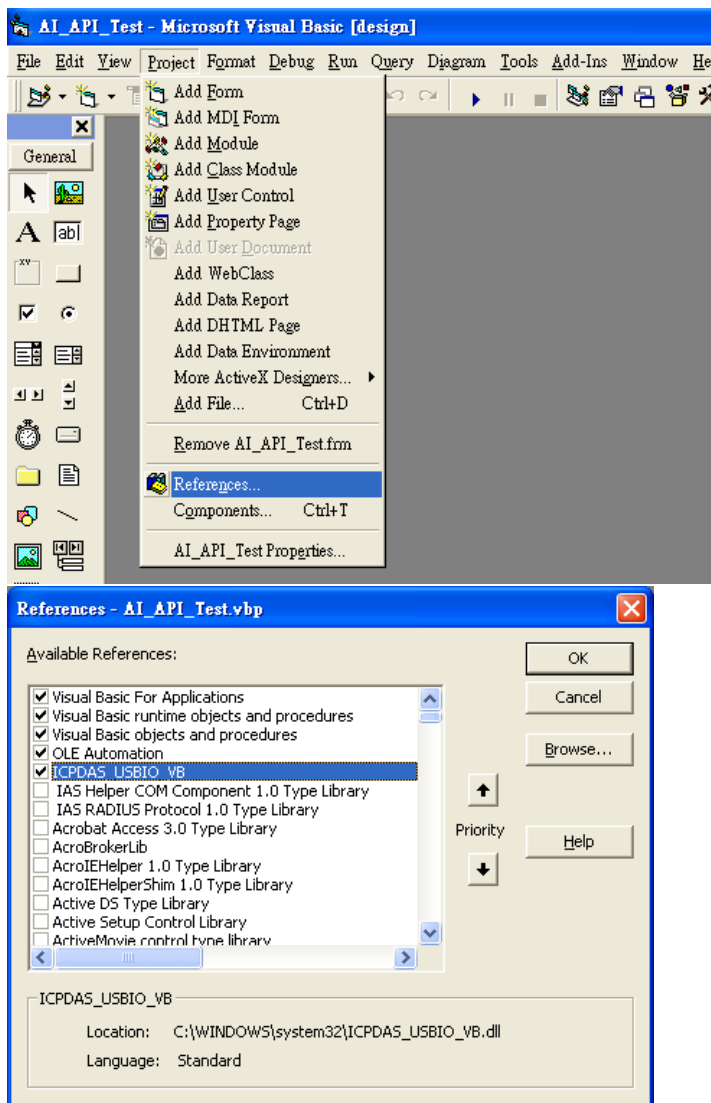 AI_API_Test - Microsoft Visual Basic [design]
File Edit View Project Format Debug Run Query Diagram Tools Add-Ins Window He
General
A
ab
XY
Add Form
Add MDI Form
Add Module
Add Class Module
Add User Control
Add Property Page
Add User Document
Add WebClass
Add Data Report
Add DHTML Page
Add Data Environment
More ActiveX Designers...
Add File... Ctrl+D
Remove AI_API_Test.frm
References...
Components... Ctrl+T
AI_API_Test Properties...
References - AI_API_Test.vbp
Available References:
Visual Basic For Applications
Visual Basic runtime objects and procedures
Visual Basic objects and procedures
OLE Automation
ICPDAS_USBIO_VB
IAS Helper COM Component 1.0 Type Library
IAS RADIUS Protocol 1.0 Type Library
Acrobat Access 3.0 Type Library
AcroBrokerLib
AcroIEHelper 1.0 Type Library
AcroIEHelperShim 1.0 Type Library
Active DS Type Library
Active Setup Control Library
ActiveMovie control type library
OK
Cancel
Browse...
Priority
Help
ICPDAS_USBIO_VB
Location: C:\WINDOWS\system32\ICPDAS_USBIO_VB.dll
Language: Standard